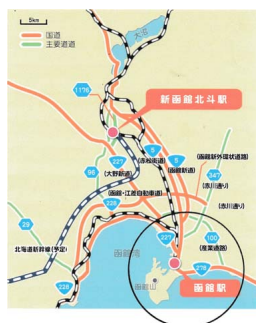 5km
国道
主要道道
大沼
1176
新函館北斗駅
5
(赤松街道)
5
(函館新道)
(函館新外環状道路)
347
(赤川通り)
227
(大野新道)
96
(函館・江差自動車道)
228
(赤川通り)
29
北海道新幹線(予定)
函館湾
227
100
(産業道路)
函館山
278
函館駅
228